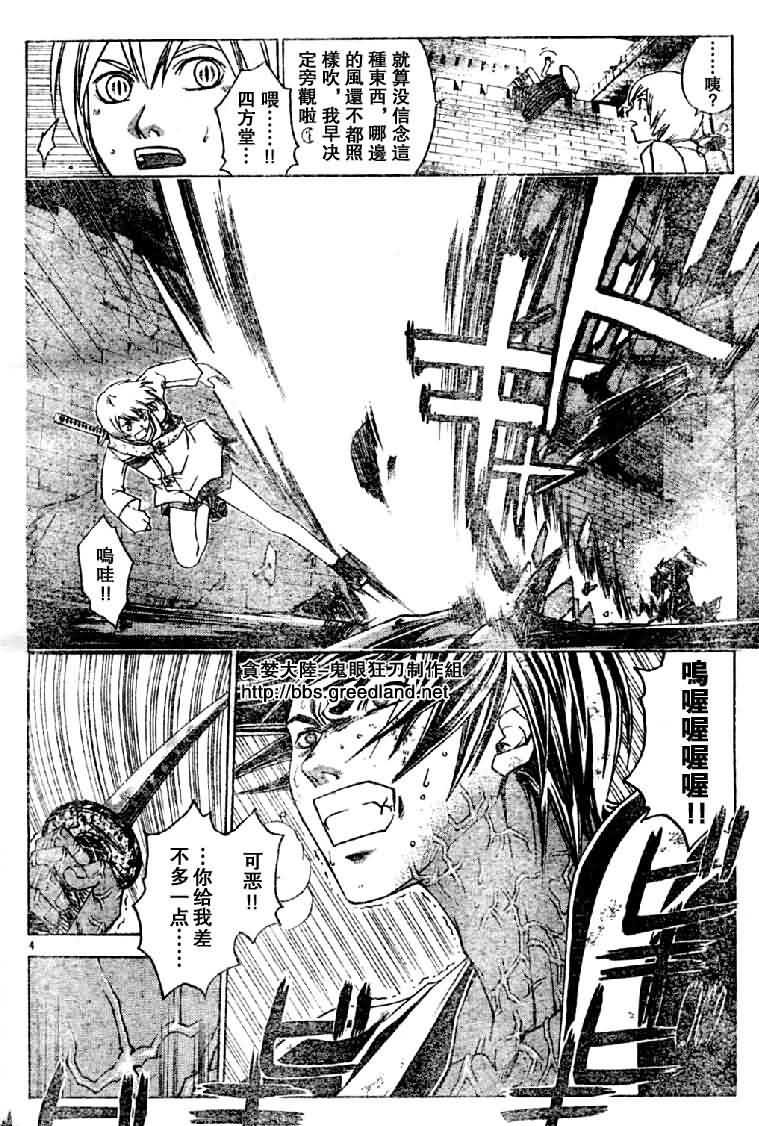 ……咦？
就算没信念這
種東西，哪邊
的風還不都照
樣吹，我早决
定旁觀啦
喂……!!
四方堂…
嗚哇!!
貪婪大陸-鬼眼狂刀制作組
http://bbs.greedland.net
嗚喔喔喔喔!!
可恶!!
…你给我差
不多一点……
4